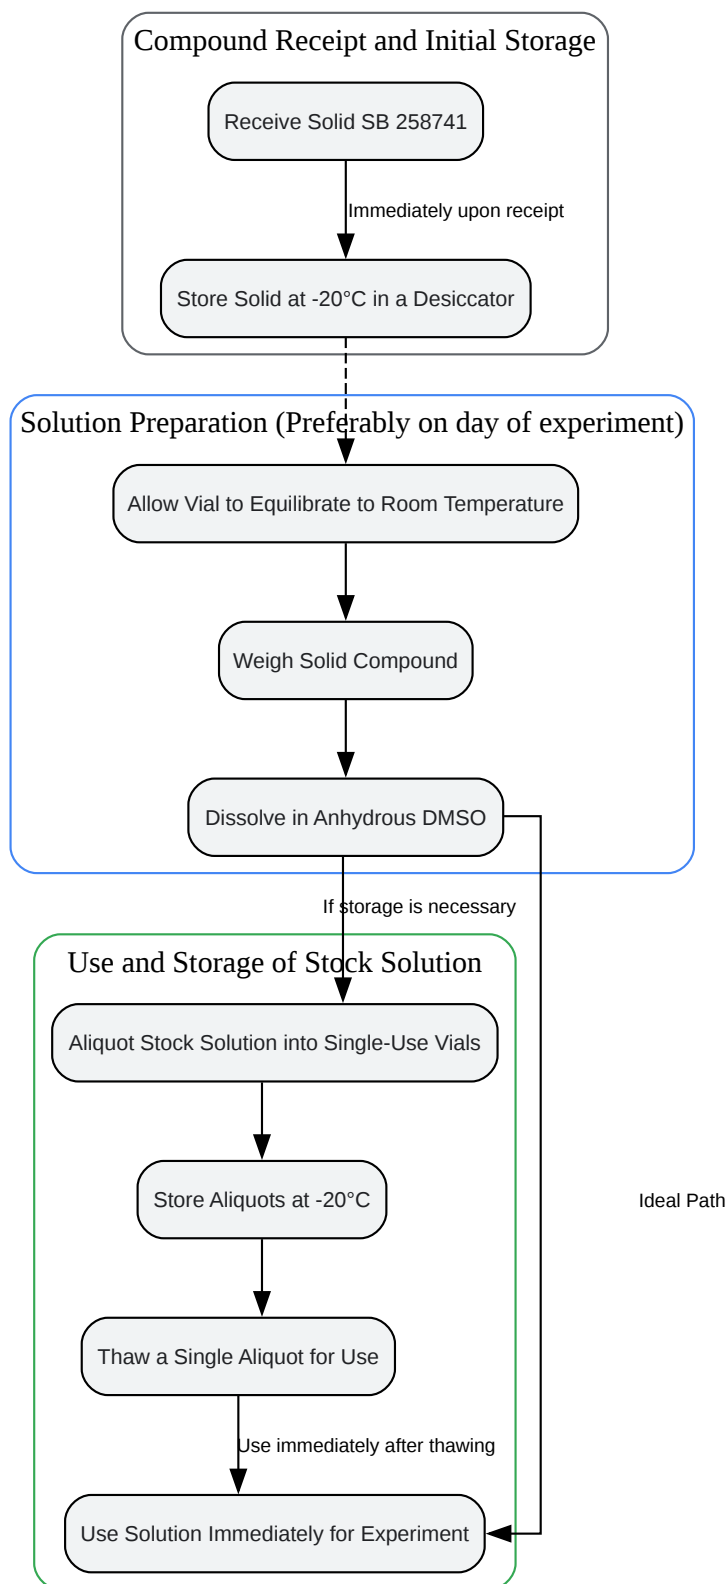 Compound Receipt and Initial Storage
Receive Solid SB 258741
Immediately upon receipt
Store Solid at -20°C in a Desiccator
Solution Preparation (Preferably on day of experiment)
Allow Vial to Equilibrate to Room Temperature
Weigh Solid Compound
Dissolve in Anhydrous DMSO
If storage is necessary
Use and Storage of Stock Solution
Aliquot Stock Solution into Single-Use Vials
Store Aliquots at -20°C
Ideal Path
Thaw a Single Aliquot for Use
Use immediately after thawing
Use Solution Immediately for Experiment